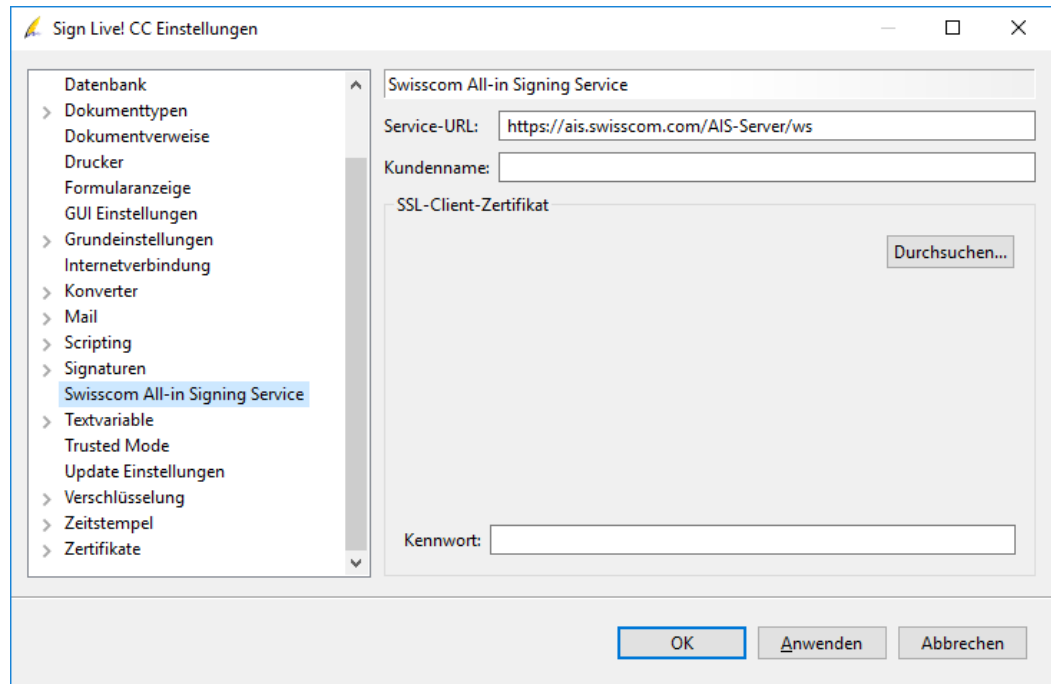 Sign Live! CC Einstellungen
Datenbank
Dokumenttypen
Dokumentverweise
Drucker
Formularanzeige
GUI Einstellungen
Grundeinstellungen
Internetverbindung
Konverter
Mail
Scripting
Signaturen
Swisscom All-in Signing Service
Textvariable
Trusted Mode
Update Einstellungen
Verschlüsselung
Zeitstempel
Zertifikate
Swisscom All-in Signing Service
Service-URL: https://ais.swisscom.com/AIS-Server/ws
Kundenname:
SSL-Client-Zertifikat
Durchsuchen...
Kennwort:
OK Anwenden Abbrechen